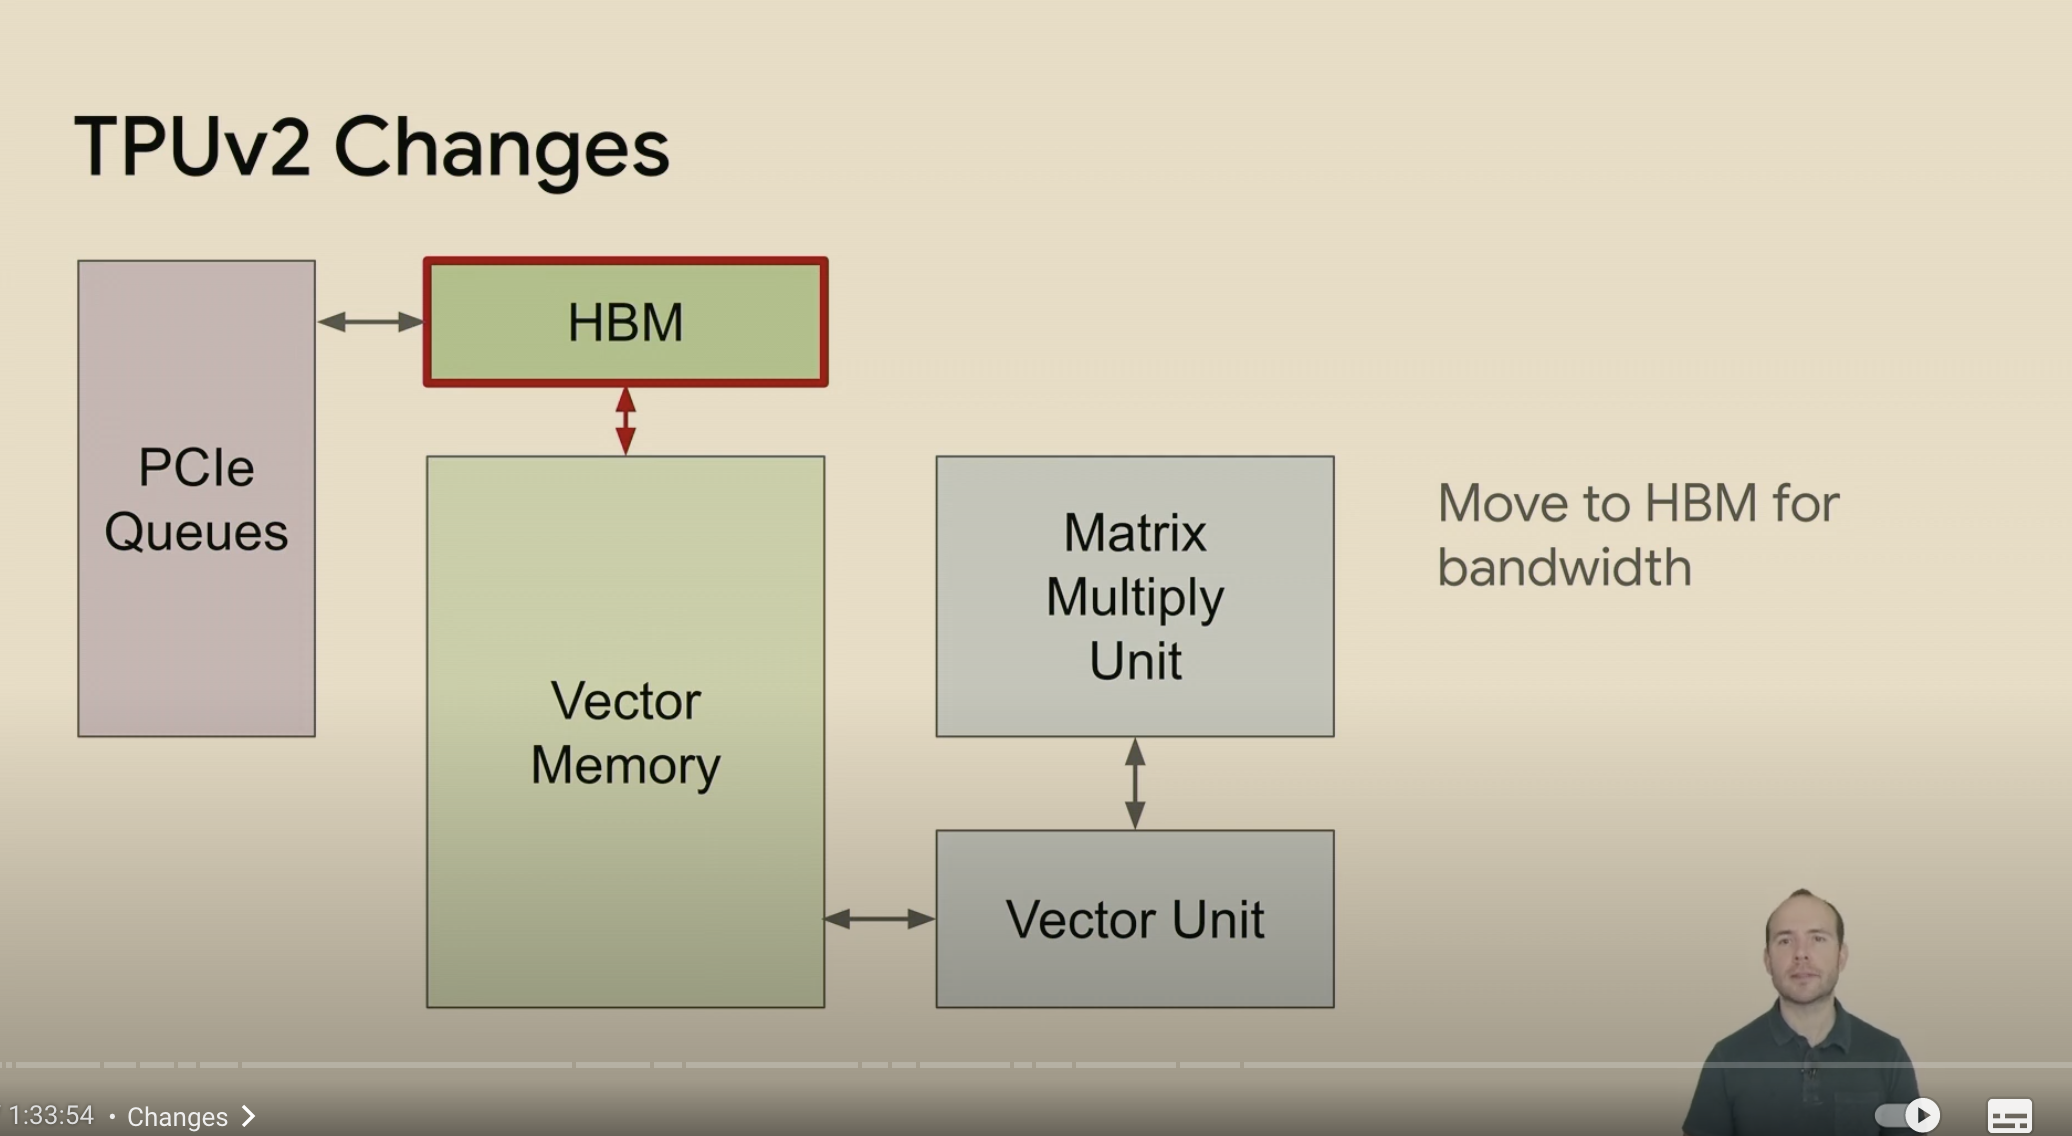 TPUv2 Changes
HBM
PCIe
Queues
Vector
Memory
Matrix
Multiply
Unit
Vector Unit
Move to HBM for
bandwidth
1:33:54 • Changes